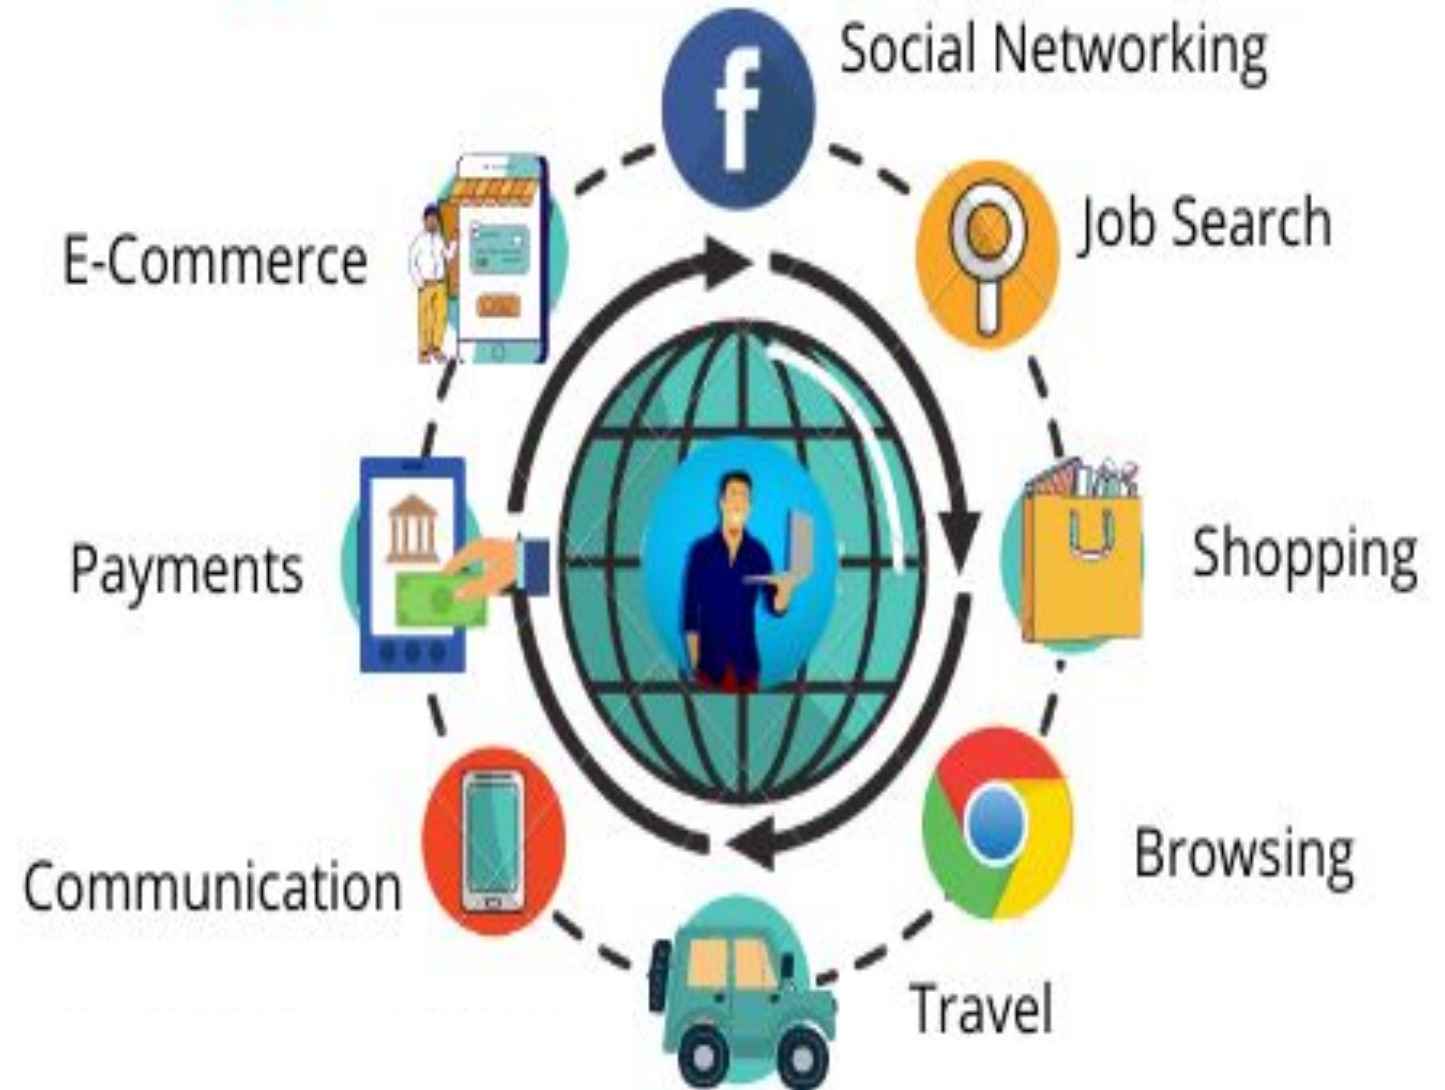 Social Networking
Job Search
E-Commerce
Shopping
Payments
Browsing
Communication
Travel